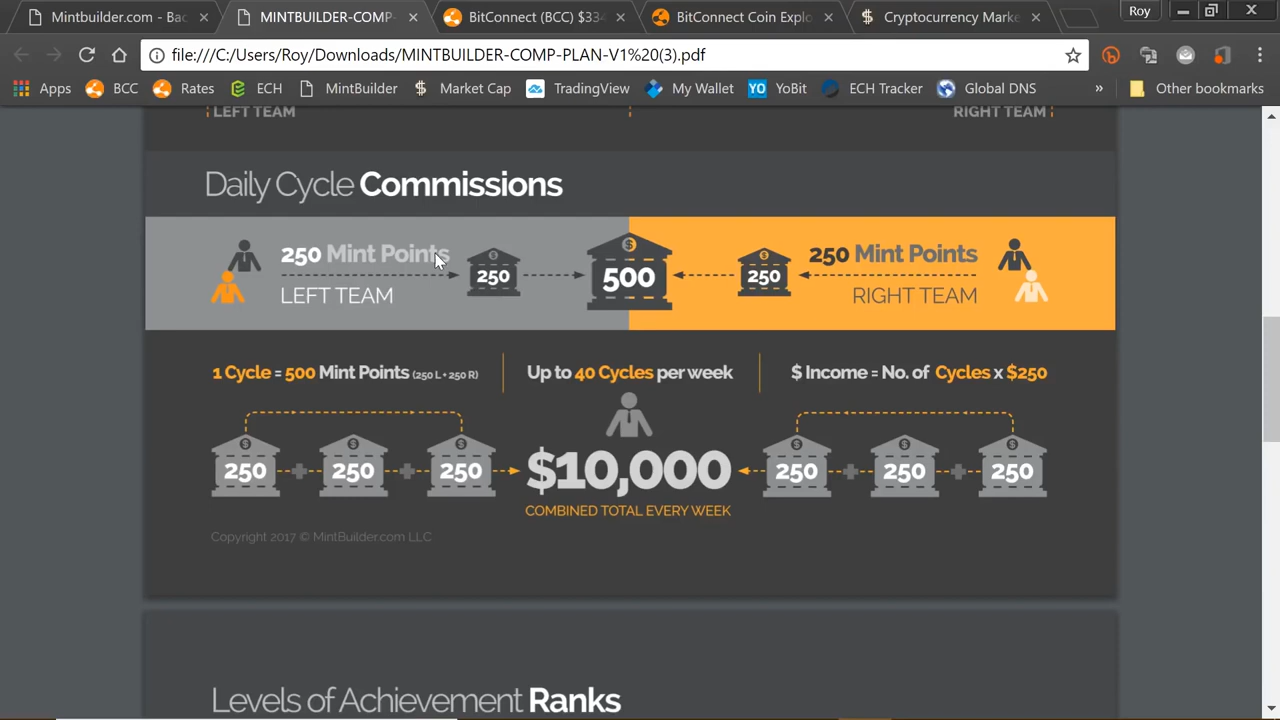 Mintbuilder.com - Bac
MINTBUILDER-COMP-
BitConnect (BCC) $334
BitConnect Coin Explo
Cryptocurrency Marke
Roy
file:///C:/Users/Roy/Downloads/MINTBUILDER-COMP-PLAN-V1%20(3).pdf
Apps BCC Rates ECH MintBuilder Market Cap TradingView My Wallet YO YoBit ECH Tracker Global DNS » Other bookmarks
LEFT TEAM RIGHT TEAM
Daily Cycle Commissions
250 Mint Points 250 500 250 250 Mint Points
LEFT TEAM RIGHT TEAM
1 Cycle = 500 Mint Points (250 L + 250 R) Up to 40 Cycles per week $ Income = No. of Cycles x $250
250 + 250 + 250 $10,000 250 + 250 + 250
COMBINED TOTAL EVERY WEEK
Copyright 2017 © MintBuilder.com LLC
Levels of Achievement Ranks